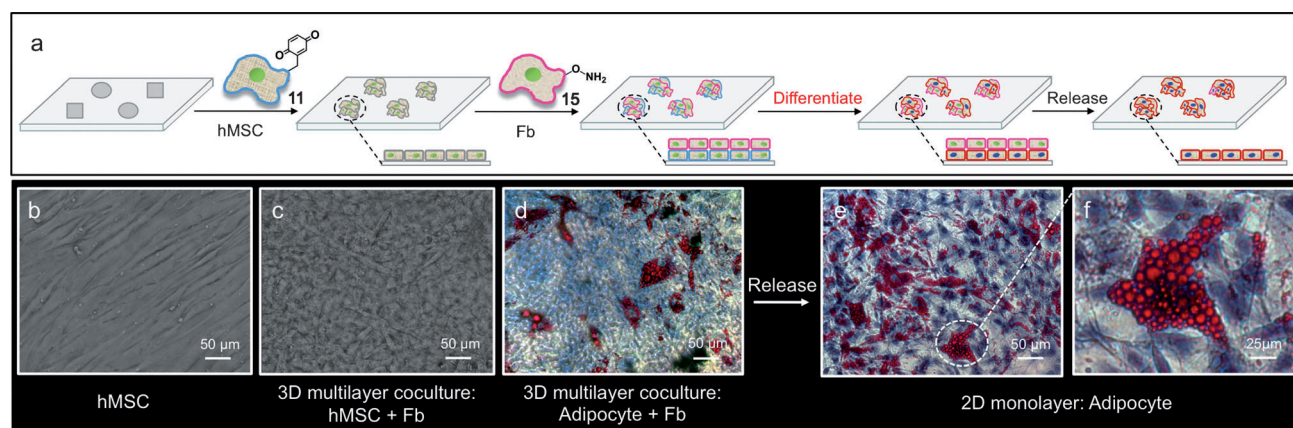 a
O
O
11
hMSC
O
NH2
15
Fb
Differentiate
Release
b
50 µm
c
50 µm
d
50 µm
Release
e
50 µm
f
25µm
hMSC
3D multilayer coculture:
hMSC + Fb
3D multilayer coculture:
Adipocyte + Fb
2D monolayer: Adipocyte